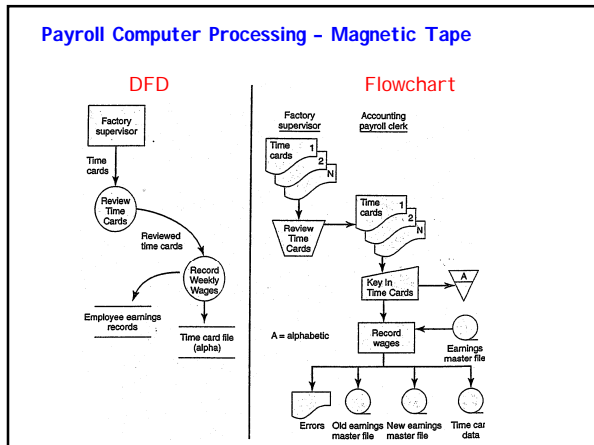 Payroll Computer Processing – Magnetic Tape
DFD
Factory
supervisor
Time
cards
Review
Time
Cards
Reviewed
time cards
Record
Weekly
Wages
Employee earnings
records
Time card file
(alpha)
Flowchart
Factory
supervisor
Accounting
payroll clerk
Time
cards
1
2
N
Review
Time
Cards
Time
cards
1
2
N
Key In
Time Cards
A
A = alphabetic
Record
wages
Earnings
master file
Errors
Old earnings
master file
New earnings
master file
Time car
data